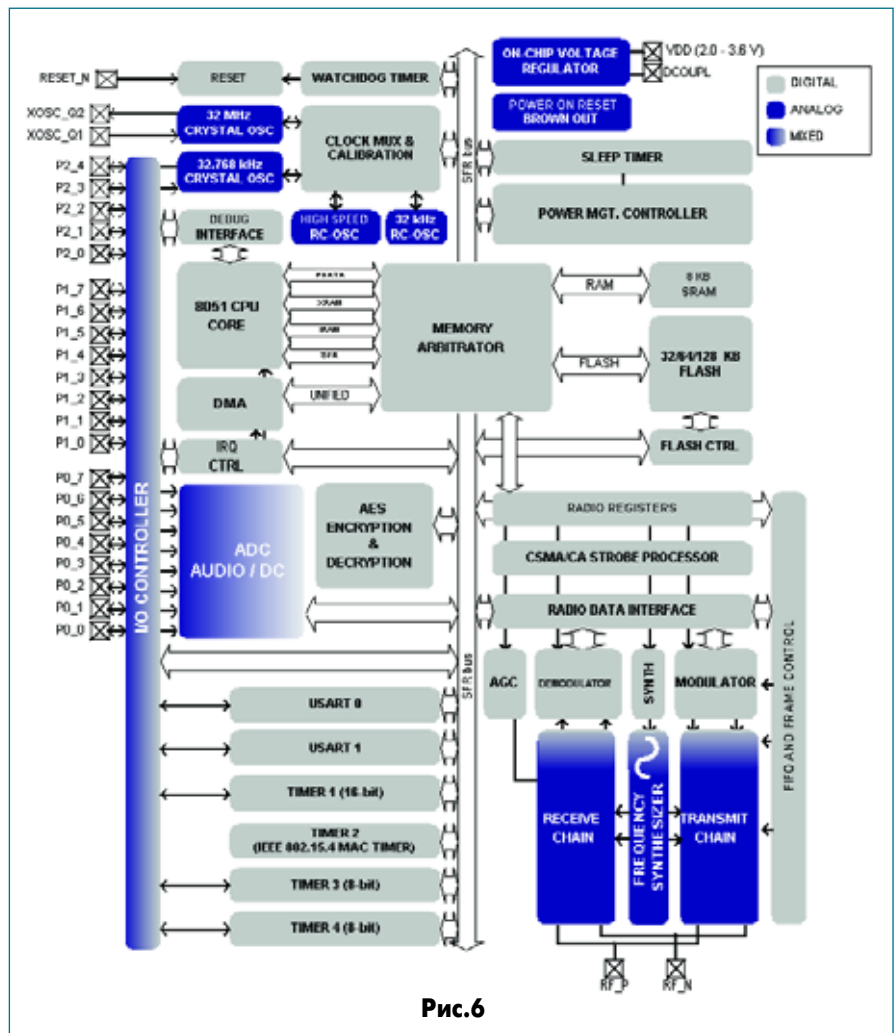 ON-CHIP VOLTAGE
REGULATOR
VDD (2.0 - 3.6 V)
DCOUPL
DIGITAL
ANALOG
MIXED
RESET_N
RESET
WATCHDOG TIMER
POWER ON RESET
BROWN OUT
XOSC_Q2
XOSC_Q1
32 MHz
CRYSTAL OSC
CLOCK MUX &
CALIBRATION
SFR bus
SLEEP TIMER
P2_4
P2_3
P2_2
P2_1
P2_0
32.768 kHz
CRYSTAL OSC
DEBUG
INTERFACE
HIGH SPEED
RC-OSC
32 kHz
RC-OSC
POWER MGT. CONTROLLER
P1_7
P1_6
P1_5
P1_4
P1_3
P1_2
P1_1
P1_0
8051 CPU
CORE
XRAM
IRAM
SFR
MEMORY
ARBITRATOR
RAM
8 KB
SRAM
FLASH
32/64/128 KB
FLASH
DMA
UNIFIED
IRQ
CTRL
FLASH CTRL
P0_7
P0_6
P0_5
P0_4
P0_3
P0_2
P0_1
P0_0
I/O CONTROLLER
ADC
AUDIO / DC
AES
ENCRYPTION
&
DECRYPTION
RADIO REGISTERS
CSMA/CA STROBE PROCESSOR
RADIO DATA INTERFACE
SFR bus
AGC
DEMODULATOR
SYNTH
MODULATOR
FIFO AND FRAME CONTROL
USART 0
USART 1
TIMER 1 (16-bit)
TIMER 2
(IEEE 802.15.4 MAC TIMER)
TIMER 3 (8-bit)
TIMER 4 (8-bit)
RECEIVE
CHAIN
FREQUENCY
SYNTHESIZER
TRANSMIT
CHAIN
RF_P
RF_N
Рис.6